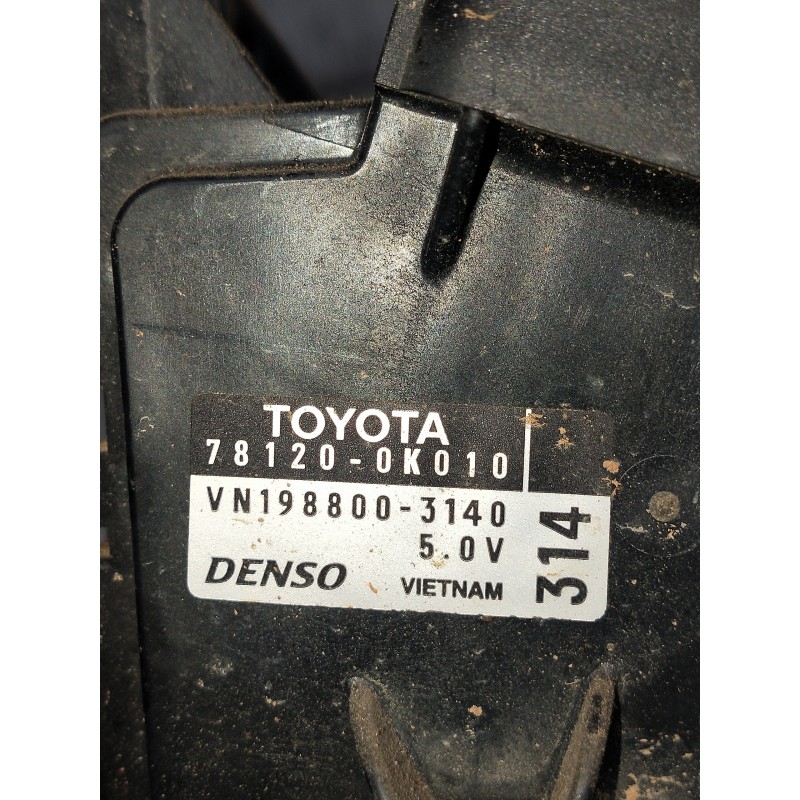 TOYOTA
78120-0K010
VN198800-3140
5.0V
DENSO VIETNAM
314